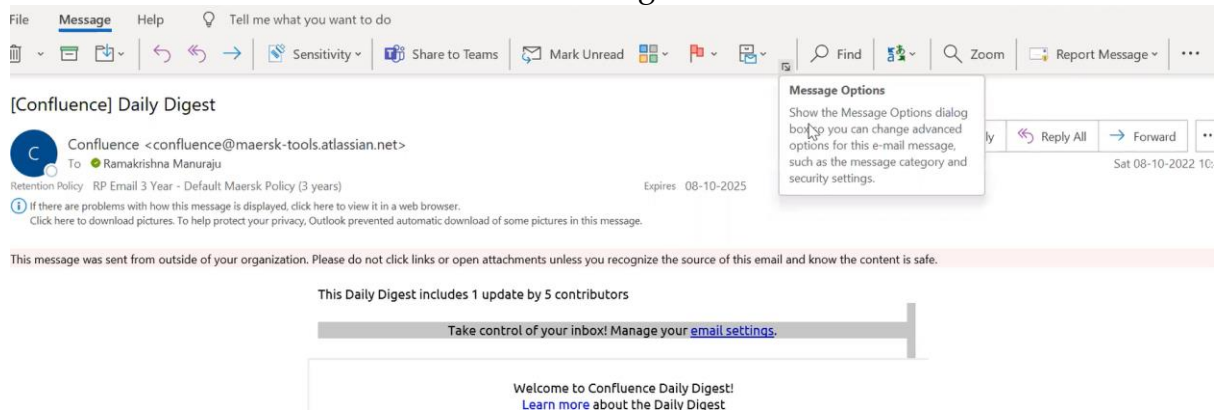 File Message Help Tell me what you want to do
Sensitivity Share to Teams Mark Unread Find Zoom Report Message ...
[Confluence] Daily Digest
Message Options
Show the Message Options dialog
box so you can change advanced
options for this e-mail message,
such as the message category and
security settings.
C
Confluence <confluence@maersk-tools.atlassian.net>
ly Reply All Forward
To Ramakrishna Manuraju
Sat 08-10-2022 10:
Retention Policy RP Email 3 Year - Default Maersk Policy (3 years) Expires 08-10-2025
If there are problems with how this message is displayed, click here to view it in a web browser.
Click here to download pictures. To help protect your privacy, Outlook prevented automatic download of some pictures in this message.
This message was sent from outside of your organization. Please do not click links or open attachments unless you recognize the source of this email and know the content is safe.
This Daily Digest includes 1 update by 5 contributors
Take control of your inbox! Manage your email settings.
Welcome to Confluence Daily Digest!
Learn more about the Daily Digest